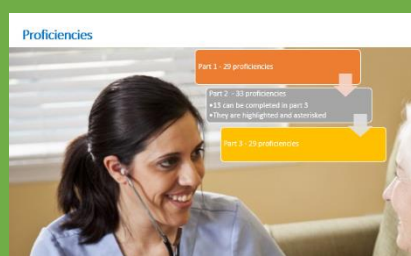 Proficiencies
Part 1 - 29 proficiencies
Part 2 - 33 proficiencies
•15 can be completed in part 3
•They are highlighted and asterisked
Part 3 - 29 proficiencies